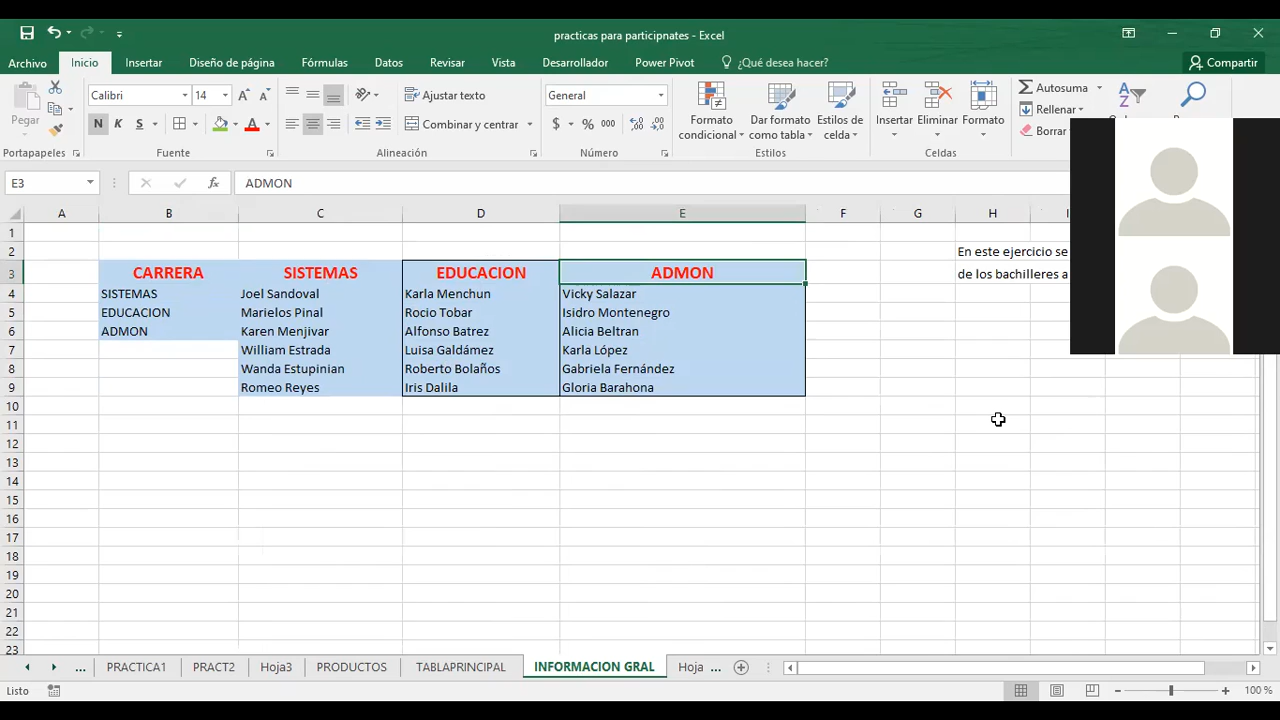 practicas para participnates - Excel
Archivo Inicio Insertar Diseño de página Fórmulas Datos Revisar Vista Desarrollador Power Pivot ¿Qué desea hacer? Compartir
Pegar
Calibri 14
N K S
Ajustar texto
Combinar y centrar
General
$ % 000
Formato condicional
Dar formato como tabla
Estilos de celda
Insertar Eliminar Formato
Autosuma
Rellenar
Borrar
Portapapeles Fuente Alineación Número Estilos Celdas
E3 fx ADMON
A B C D E F G H
1
2 En este ejercicio se
3 CARRERA SISTEMAS EDUCACION ADMON de los bachilleres a
4 SISTEMAS Joel Sandoval Karla Menchun Vicky Salazar
5 EDUCACION Marielos Pinal Rocio Tobar Isidro Montenegro
6 ADMON Karen Menjivar Alfonso Batrez Alicia Beltran
7 William Estrada Luisa Galdámez Karla López
8 Wanda Estupinian Roberto Bolaños Gabriela Fernández
9 Romeo Reyes Iris Dalila Gloria Barahona
10
11
12
13
14
15
16
17
18
19
20
21
22
23
... PRACTICA1 PRACT2 Hoja3 PRODUCTOS TABLAPRINCIPAL INFORMACION GRAL Hoja ...
Listo 100 %